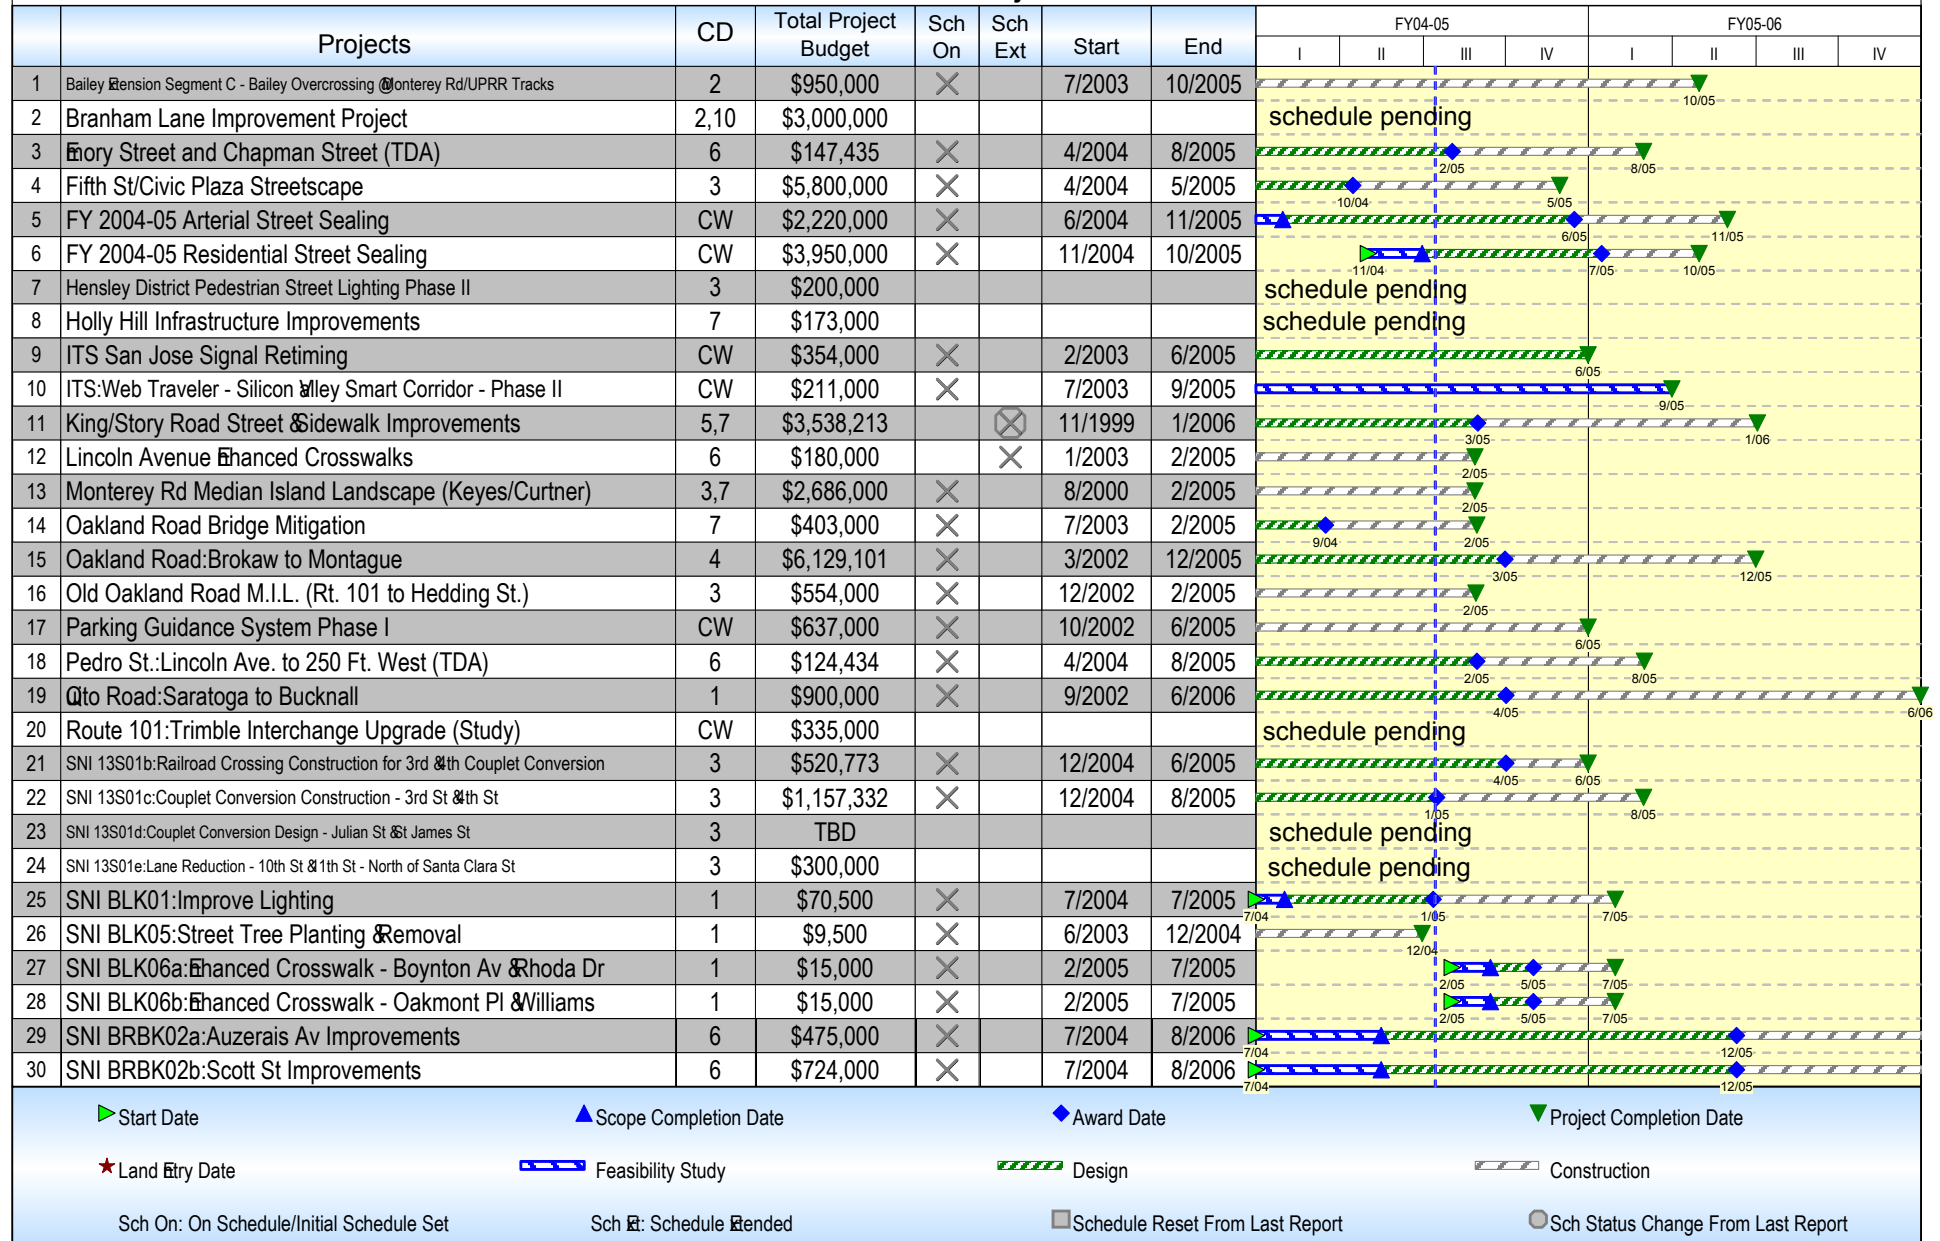 Projects CD Total Project Budget Sch On Sch Ext Start End FY04-05 FY05-06
I II III IV I II III IV
1 Bailey Extension Segment C - Bailey Overcrossing @Monterey Rd/UPRR Tracks 2 $950,000 7/2003 10/2005 10/05
2 Branham Lane Improvement Project 2,10 $3,000,000 schedule pending
3 Emory Street and Chapman Street (TDA) 6 $147,435 4/2004 8/2005 2/05 8/05
4 Fifth St/Civic Plaza Streetscape 3 $5,800,000 4/2004 5/2005 10/04 5/05
5 FY 2004-05 Arterial Street Sealing CW $2,220,000 6/2004 11/2005 6/05 11/05
6 FY 2004-05 Residential Street Sealing CW $3,950,000 11/2004 10/2005 11/04 7/05 10/05
7 Hensley District Pedestrian Street Lighting Phase II 3 $200,000 schedule pending
8 Holly Hill Infrastructure Improvements 7 $173,000 schedule pending
9 ITS San Jose Signal Retiming CW $354,000 2/2003 6/2005 6/05
10 ITS:Web Traveler - Silicon Valley Smart Corridor - Phase II CW $211,000 7/2003 9/2005 9/05
11 King/Story Road Street & Sidewalk Improvements 5,7 $3,538,213 11/1999 1/2006 3/05 1/06
12 Lincoln Avenue Enhanced Crosswalks 6 $180,000 1/2003 2/2005 2/05
13 Monterey Rd Median Island Landscape (Keyes/Curtner) 3,7 $2,686,000 8/2000 2/2005 2/05
14 Oakland Road Bridge Mitigation 7 $403,000 7/2003 2/2005 9/04 2/05
15 Oakland Road:Brokaw to Montague 4 $6,129,101 3/2002 12/2005 3/05 12/05
16 Old Oakland Road M.I.L. (Rt. 101 to Hedding St.) 3 $554,000 12/2002 2/2005 2/05
17 Parking Guidance System Phase I CW $637,000 10/2002 6/2005 6/05
18 Pedro St.:Lincoln Ave. to 250 Ft. West (TDA) 6 $124,434 4/2004 8/2005 2/05 8/05
19 Quito Road:Saratoga to Bucknall 1 $900,000 9/2002 6/2006 4/05 6/06
20 Route 101:Trimble Interchange Upgrade (Study) CW $335,000 schedule pending
21 SNI 13S01b:Railroad Crossing Construction for 3rd & 4th Couplet Conversion 3 $520,773 12/2004 6/2005 4/05 6/05
22 SNI 13S01c:Couplet Conversion Construction - 3rd St & 4th St 3 $1,157,332 12/2004 8/2005 1/05 8/05
23 SNI 13S01d:Couplet Conversion Design - Julian St & St James St 3 TBD schedule pending
24 SNI 13S01e:Lane Reduction - 10th St & 11th St - North of Santa Clara St 3 $300,000 schedule pending
25 SNI BLK01:Improve Lighting 1 $70,500 7/2004 7/2005 7/04 1/05 7/05
26 SNI BLK05:Street Tree Planting & Removal 1 $9,500 6/2003 12/2004 12/04
27 SNI BLK06a:Enhanced Crosswalk - Boynton Av & Rhoda Dr 1 $15,000 2/2005 7/2005 2/05 5/05 7/05
28 SNI BLK06b:Enhanced Crosswalk - Oakmont Pl & Williams 1 $15,000 2/2005 7/2005 2/05 5/05 7/05
29 SNI BRBK02a:Auzerais Av Improvements 6 $475,000 7/2004 8/2006 7/04 12/05
30 SNI BRBK02b:Scott St Improvements 6 $724,000 7/2004 8/2006 7/04 12/05
Start Date Scope Completion Date Award Date Project Completion Date
Land Entry Date Feasibility Study Design Construction
Sch On: On Schedule/Initial Schedule Set Sch Ext: Schedule Extended Schedule Reset From Last Report Sch Status Change From Last Report